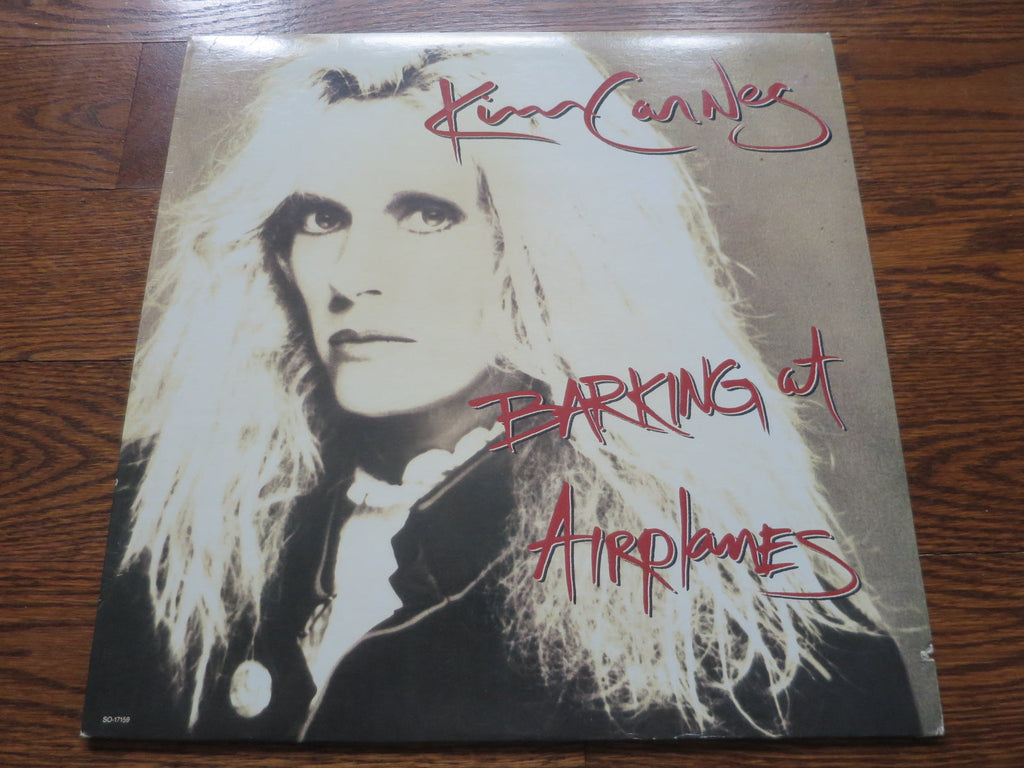 Kim Carnes
BARKING at
AIRplanES
SO-17159